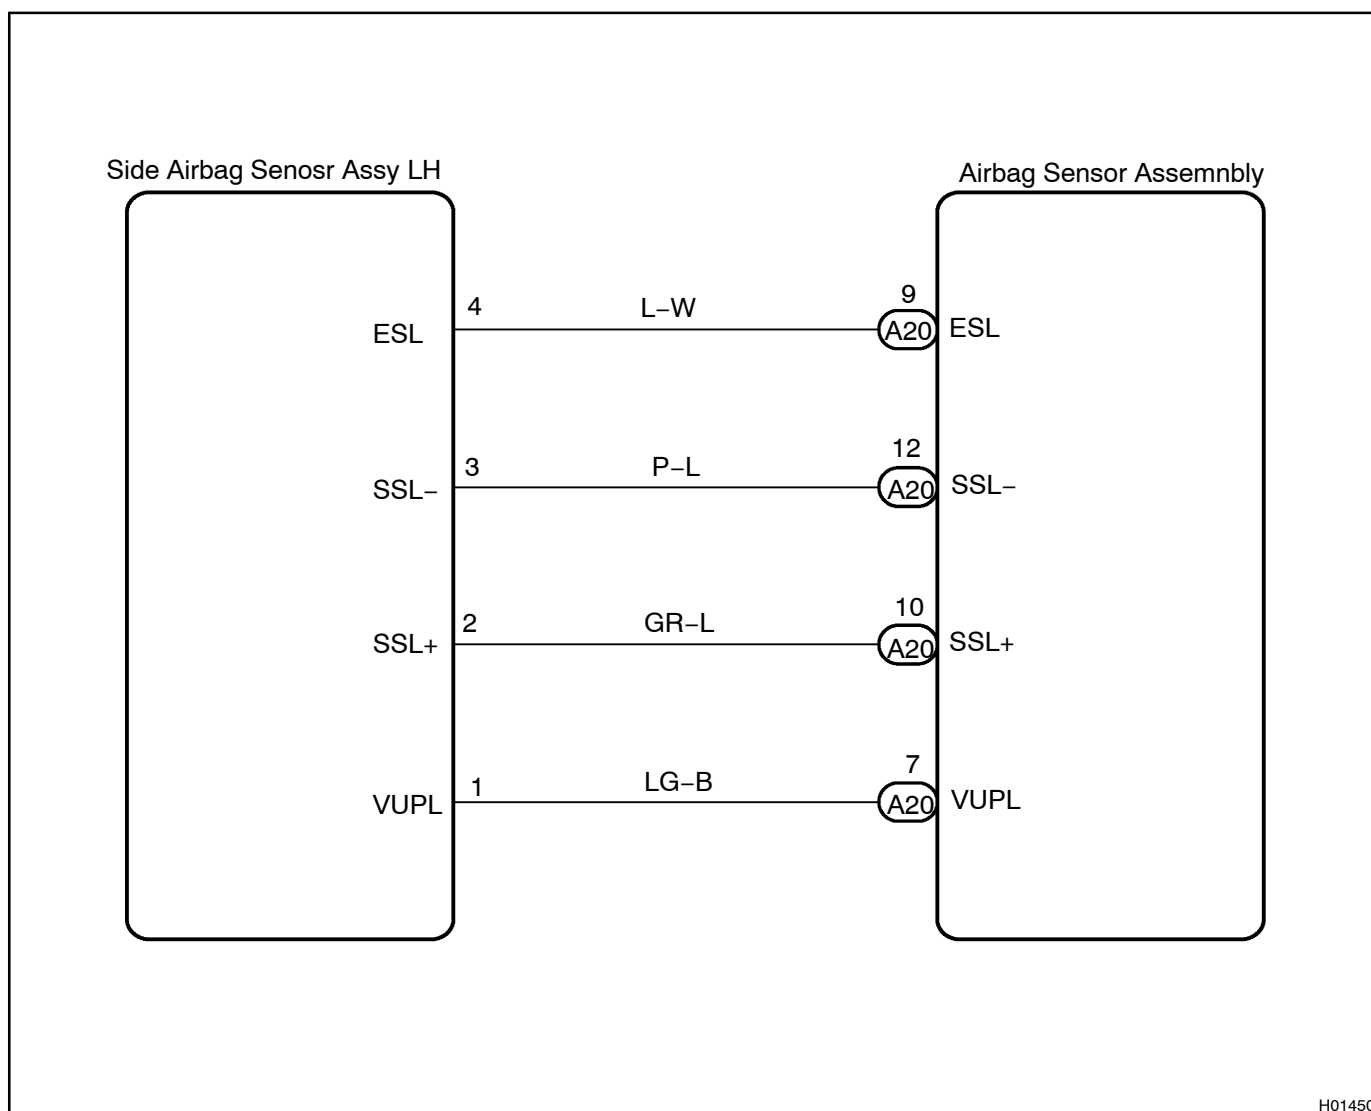 Side Airbag Senosr Assy LH
Airbag Sensor Assemnbly
ESL 4 L−W 9 A20 ESL
SSL− 3 P−L 12 A20 SSL−
SSL+ 2 GR−L 10 A20 SSL+
VUPL 1 LG−B 7 A20 VUPL
H01450